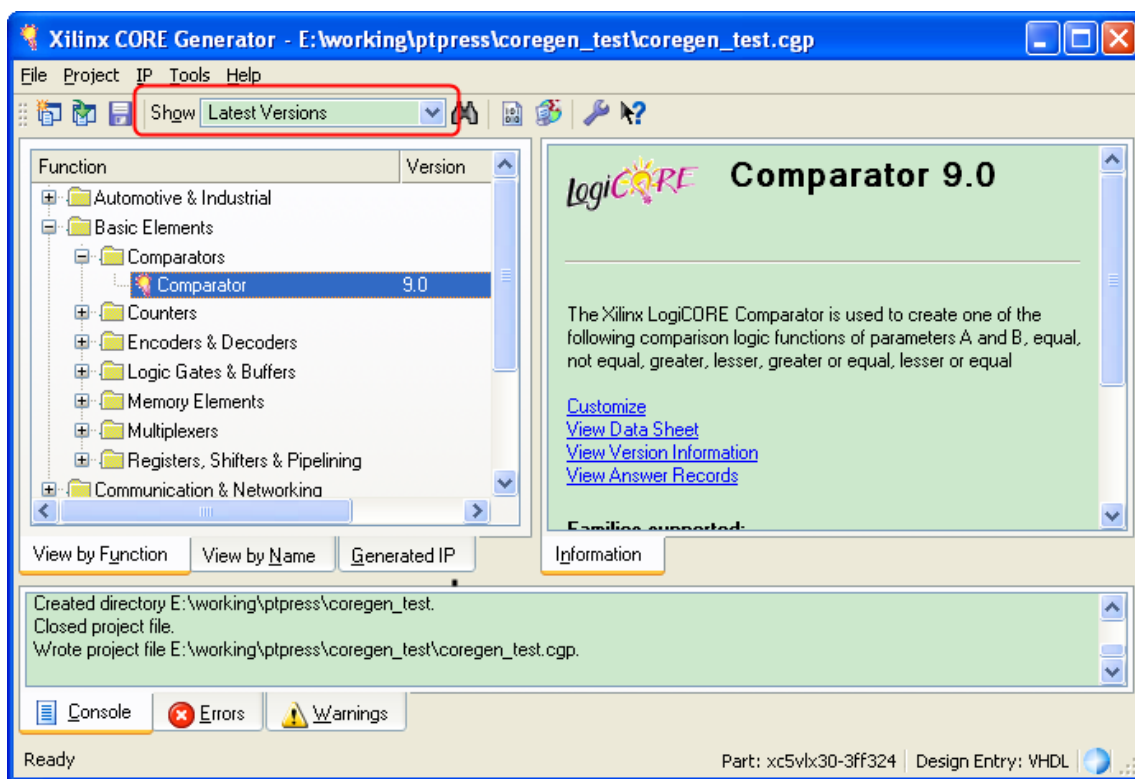 Xilinx CORE Generator - E:\working\ptpress\coregen_test\coregen_test.cgp
File Project IP Tools Help
Show Latest Versions
Function Version
Automotive & Industrial
Basic Elements
Comparators
Comparator 9.0
Counters
Encoders & Decoders
Logic Gates & Buffers
Memory Elements
Multiplexers
Registers, Shifters & Pipelining
Communication & Networking
View by Function View by Name Generated IP
logiCORE Comparator 9.0
The Xilinx LogiCORE Comparator is used to create one of the
following comparison logic functions of parameters A and B, equal,
not equal, greater, lesser, greater or equal, lesser or equal
Customize
View Data Sheet
View Version Information
View Answer Records
Families supported:
Information
Created directory E:\working\ptpress\coregen_test.
Closed project file.
Wrote project file E:\working\ptpress\coregen_test\coregen_test.cgp.
Console Errors Warnings
Ready Part: xc5vlx30-3ff324 Design Entry: VHDL